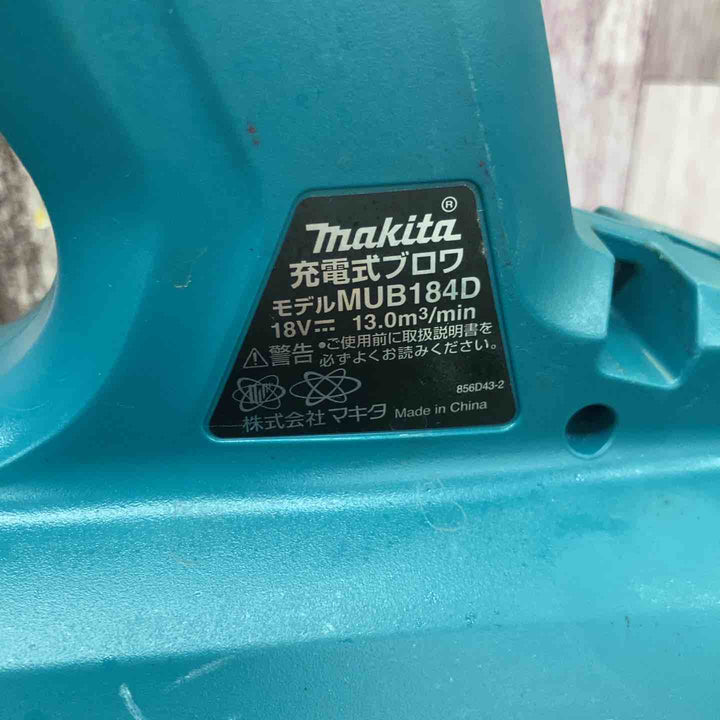 makita®
充電式ブロワ
モデルMUB184D
18V⎓ 13.0m³/min
⚠警告 •ご使用前に取扱説明書を
必ずよくお読みください。
856D43-2
株式会社マキタ Made in China